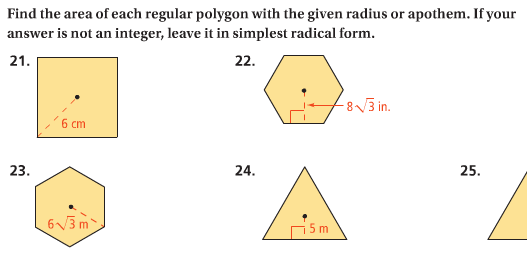 Find the area of each regular polygon with the given radius or apothem. If your
answer is not an integer, leave it in simplest radical form.
21.
22.
6 cm
8√3 in.
23.
24.
25.
6√3 m
5 m